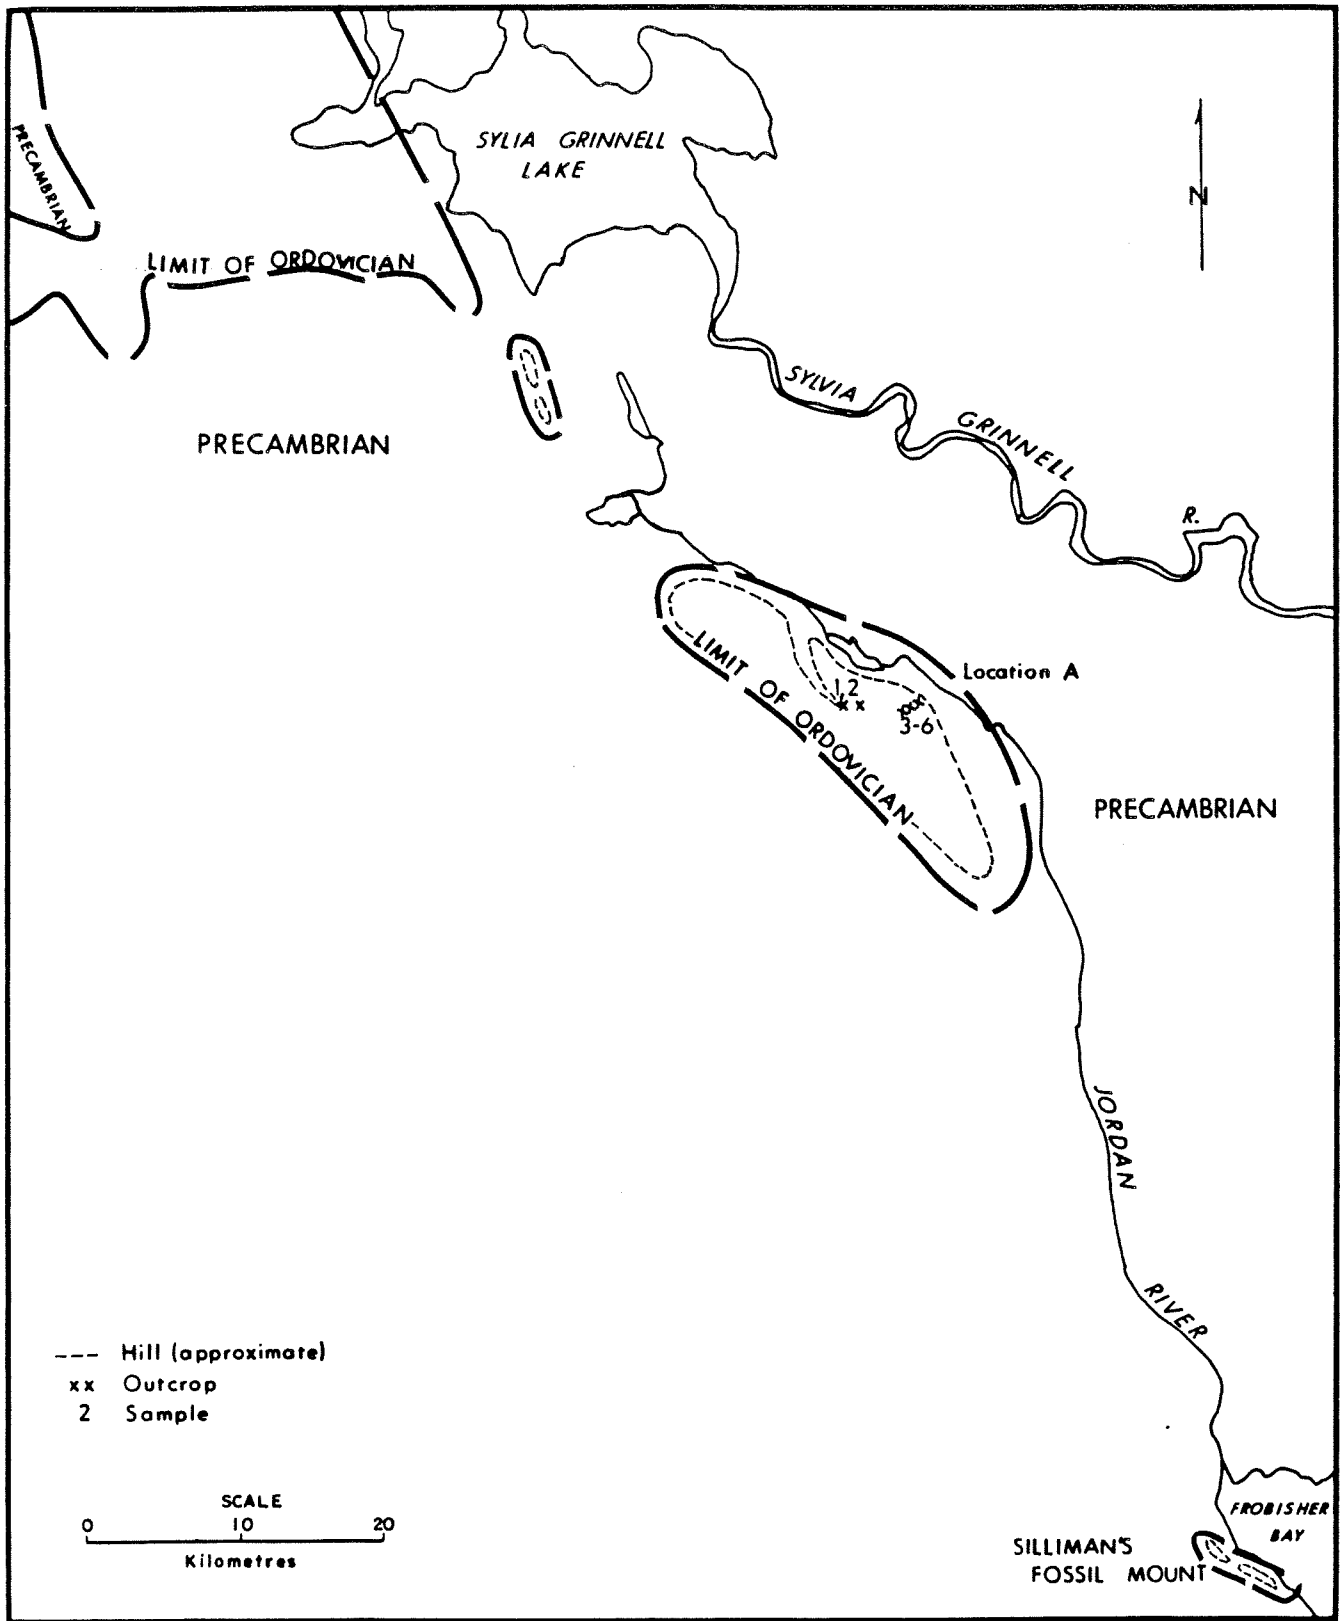 SYLIA GRINNELL
LAKE
N
PRECAMBRIAN
LIMIT OF ORDOVICIAN
PRECAMBRIAN
SYLVIA
GRINNELL
R.
Location A
LIMIT OF ORDOVICIAN
1 2
3-6
PRECAMBRIAN
JORDAN
RIVER
--- Hill (approximate)
xx Outcrop
2 Sample
SCALE
0 10 20
Kilometres
FROBISHER
BAY
SILLIMAN'S
FOSSIL MOUNT